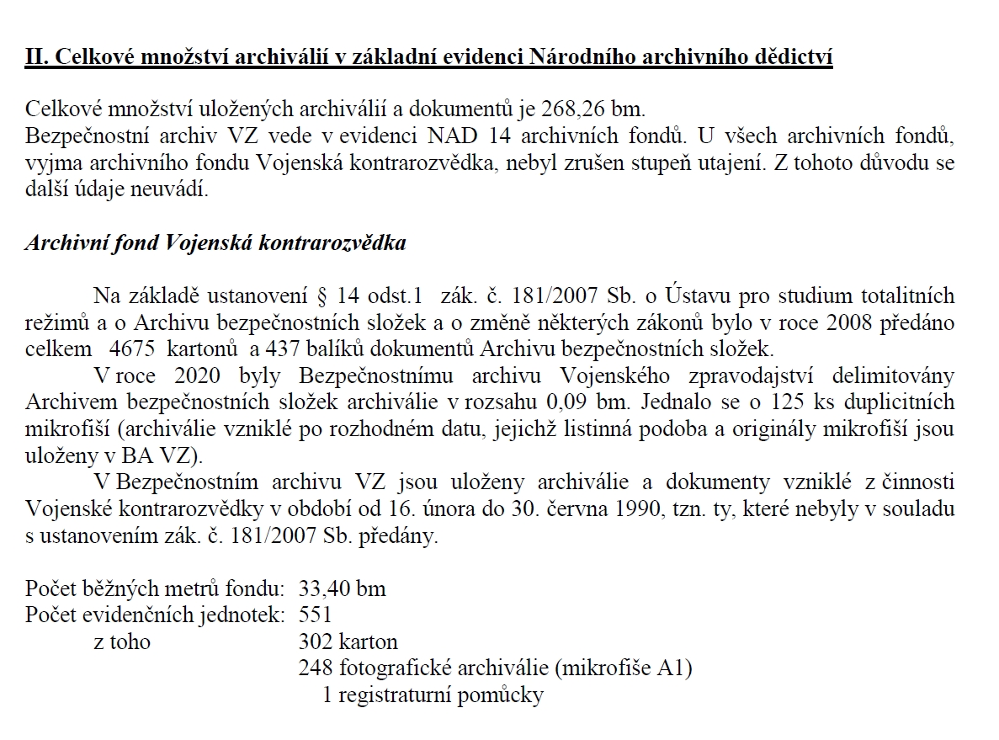 II. Celkové množství archiválií v základní evidenci Národního archivního dědictví
Celkové množství uložených archiválií a dokumentů je 268,26 bm.
Bezpečnostní archiv VZ vede v evidenci NAD 14 archivních fondů. U všech archivních fondů,
vyjma archivního fondu Vojenská kontrarozvědka, nebyl zrušen stupeň utajení. Z tohoto důvodu se
další údaje neuvádí.
Archivní fond Vojenská kontrarozvědka
Na základě ustanovení § 14 odst.1 zák. č. 181/2007 Sb. o Ústavu pro studium totalitních
režimů a o Archivu bezpečnostních složek a o změně některých zákonů bylo v roce 2008 předáno
celkem 4675 kartonů a 437 balíků dokumentů Archivu bezpečnostních složek.
V roce 2020 byly Bezpečnostnímu archivu Vojenského zpravodajství delimitovány
Archivem bezpečnostních složek archiválie v rozsahu 0,09 bm. Jednalo se o 125 ks duplicitních
mikrofiší (archiválie vzniklé po rozhodném datu, jejichž listinná podoba a originály mikrofiší jsou
uloženy v BA VZ).
V Bezpečnostním archivu VZ jsou uloženy archiválie a dokumenty vzniklé z činnosti
Vojenské kontrarozvědky v období od 16. února do 30. června 1990, tzn. ty, které nebyly v souladu
s ustanovením zák. č. 181/2007 Sb. předány.
Počet běžných metrů fondu: 33,40 bm
Počet evidenčních jednotek: 551
z toho 302 karton
248 fotografické archiválie (mikrofiše A1)
1 registraturní pomůcky